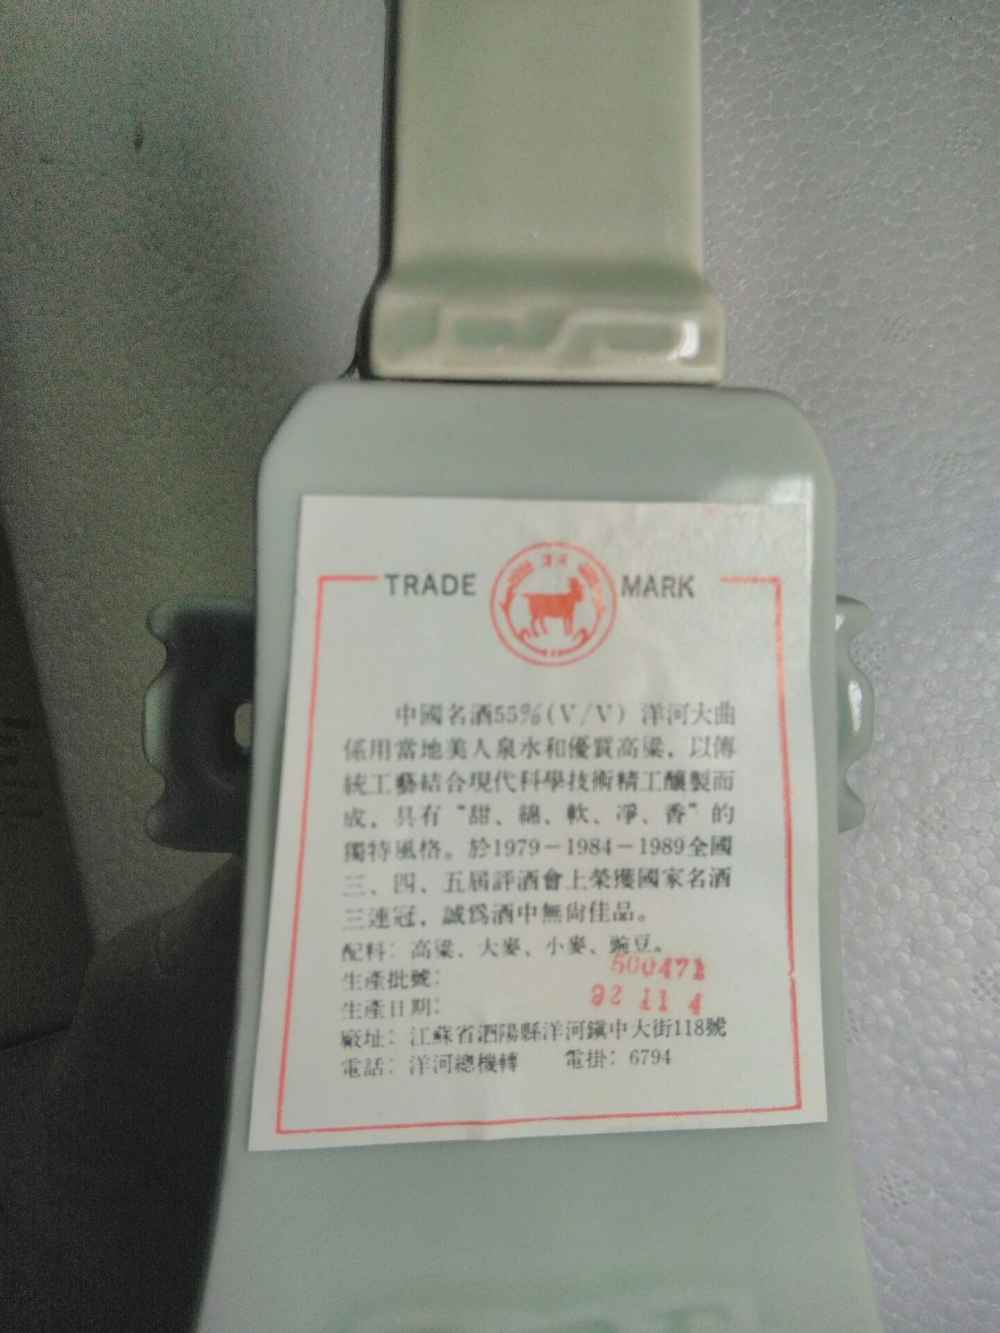 TRADE MARK
洋河
中國名酒55%(V/V) 洋河大曲
係用當地美人泉水和優質高粱，以傳
統工藝結合現代科學技術精工釀製而
成，具有“甜、綿、軟、凈、香”的
獨特風格。於1979－1984－1989全國
三、四、五屆評酒會上榮獲國家名酒
三連冠，誠爲酒中無尙佳品。
配料：高粱、大麥、小麥、豌豆。
生產批號：
生產日期： 92 11 4
廠址：江蘇省泗陽縣洋河鎭中大街118號
電話：洋河總機轉 電掛：6794